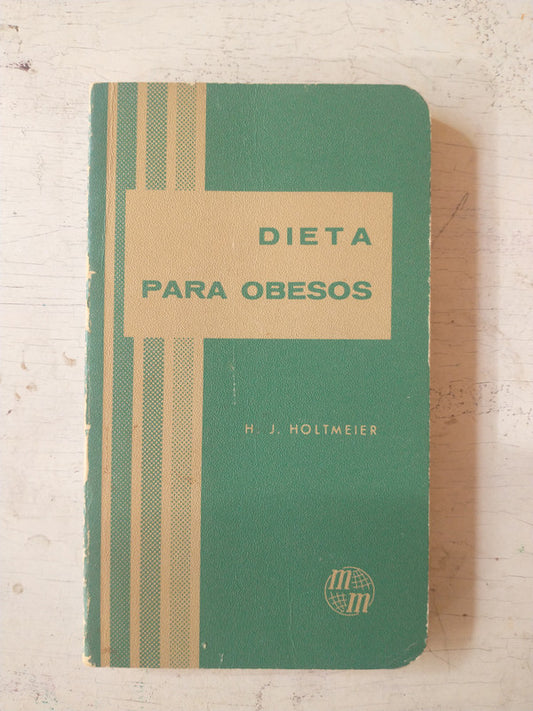 DIETA
PARA OBESOS
H. J. HOLTMEIER
m
m